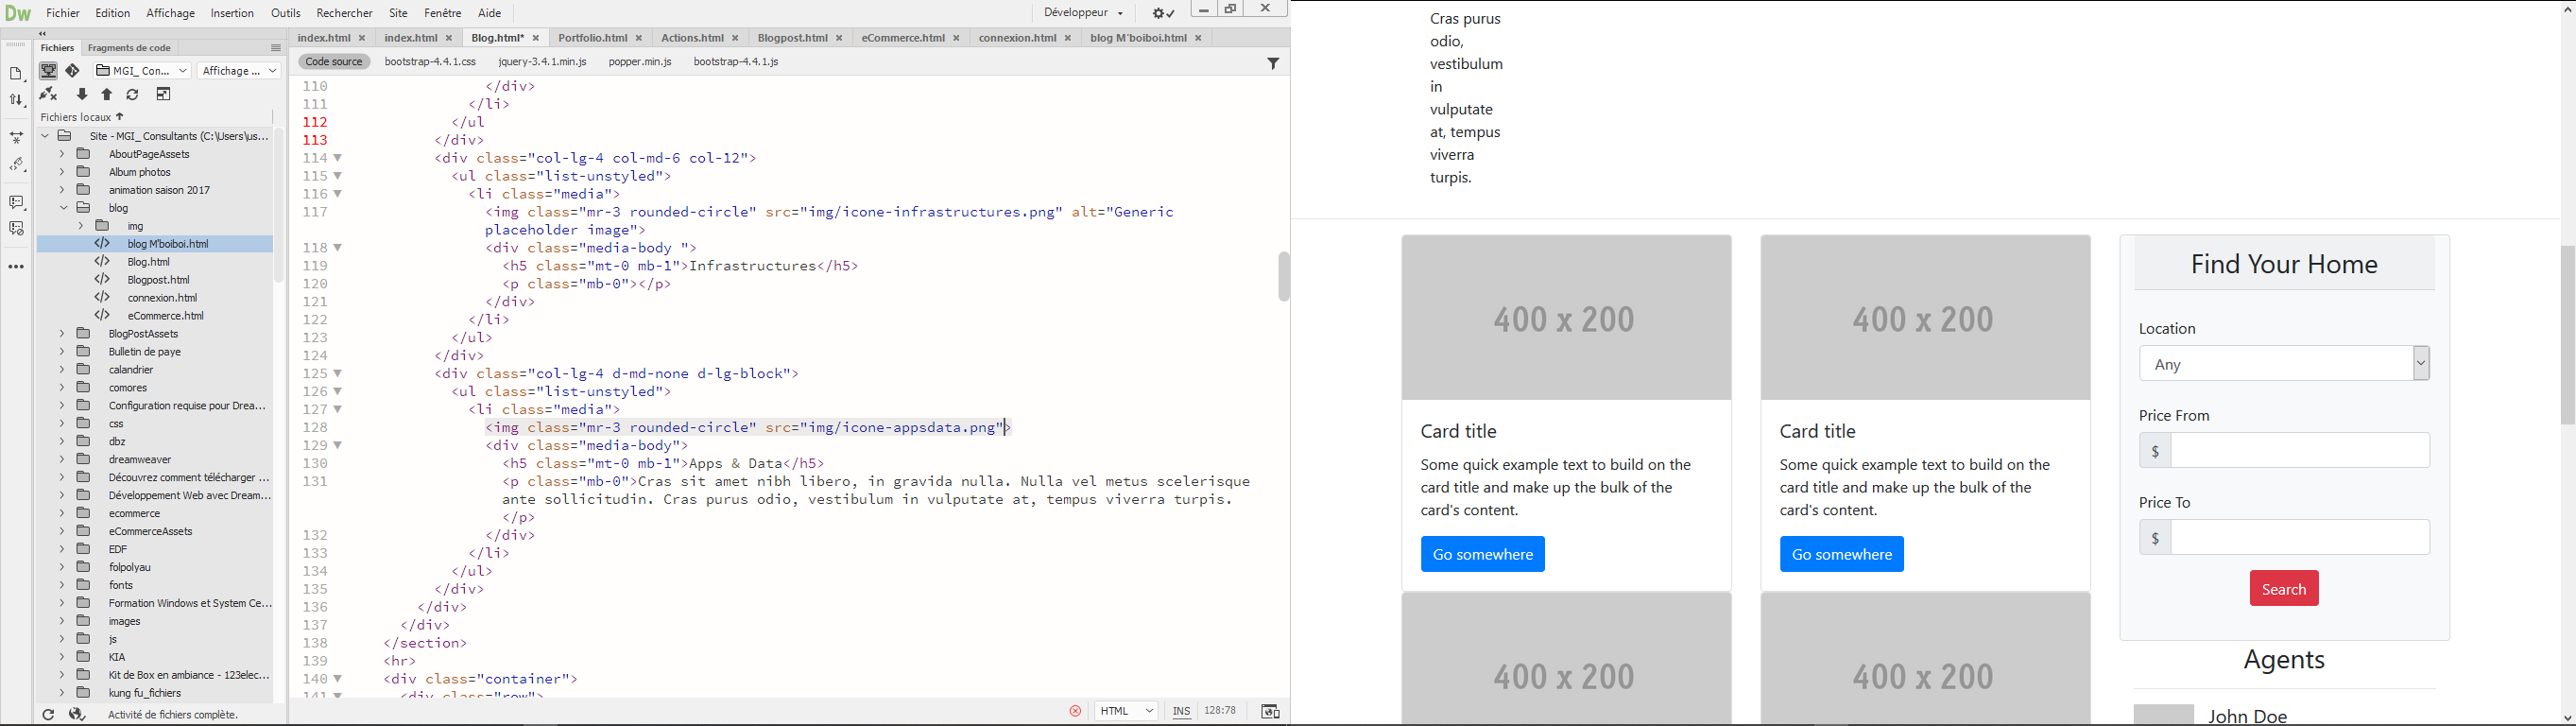 Dw Fichier Edition Affichage Insertion Outils Rechercher Site Fenêtre Aide Développeur
Fichiers Fragments de code
MGI_ Con... Affichage ...
Fichiers locaux
Site - MGI_ Consultants (C:\Users\us...
AboutPageAssets
Album photos
animation saison 2017
blog
img
blog M'boiboi.html
Blog.html
Blogpost.html
connexion.html
eCommerce.html
BlogPostAssets
Bulletin de paye
calandrier
comores
Configuration requise pour Drea...
css
dbz
dreamweaver
Découvrez comment télécharger ...
Développement Web avec Dream...
ecommerce
eCommerceAssets
EDF
folpolyau
fonts
Formation Windows et System Ce...
images
js
KIA
Kit de Box en ambiance - 123elec...
kung fu_fichiers
Activité de fichiers complète.
index.html index.html Blog.html* Portfolio.html Actions.html Blogpost.html eCommerce.html connexion.html blog M'boiboi.html
Code source bootstrap-4.4.1.css jquery-3.4.1.min.js popper.min.js bootstrap-4.4.1.js
110 </div>
111 </li>
112 </ul
113 </div>
114 <div class="col-lg-4 col-md-6 col-12">
115 <ul class="list-unstyled">
116 <li class="media">
117 <img class="mr-3 rounded-circle" src="img/icone-infrastructures.png" alt="Generic
placeholder image">
118 <div class="media-body ">
119 <h5 class="mt-0 mb-1">Infrastructures</h5>
120 <p class="mb-0"></p>
121 </div>
122 </li>
123 </ul>
124 </div>
125 <div class="col-lg-4 d-md-none d-lg-block">
126 <ul class="list-unstyled">
127 <li class="media">
128 <img class="mr-3 rounded-circle" src="img/icone-appsdata.png">
129 <div class="media-body">
130 <h5 class="mt-0 mb-1">Apps & Data</h5>
131 <p class="mb-0">Cras sit amet nibh libero, in gravida nulla. Nulla vel metus scelerisque
ante sollicitudin. Cras purus odio, vestibulum in vulputate at, tempus viverra turpis.
</p>
132 </div>
133 </li>
134 </ul>
135 </div>
136 </div>
137 </div>
138 </section>
139 <hr>
140 <div class="container">
141 <div class="row">
HTML INS 128:78
Cras purus
odio,
vestibulum
in
vulputate
at, tempus
viverra
turpis.
400 x 200
Card title
Some quick example text to build on the
card title and make up the bulk of the
card's content.
Go somewhere
400 x 200
400 x 200
Card title
Some quick example text to build on the
card title and make up the bulk of the
card's content.
Go somewhere
400 x 200
Find Your Home
Location
Any
Price From
$
Price To
$
Search
Agents
John Doe